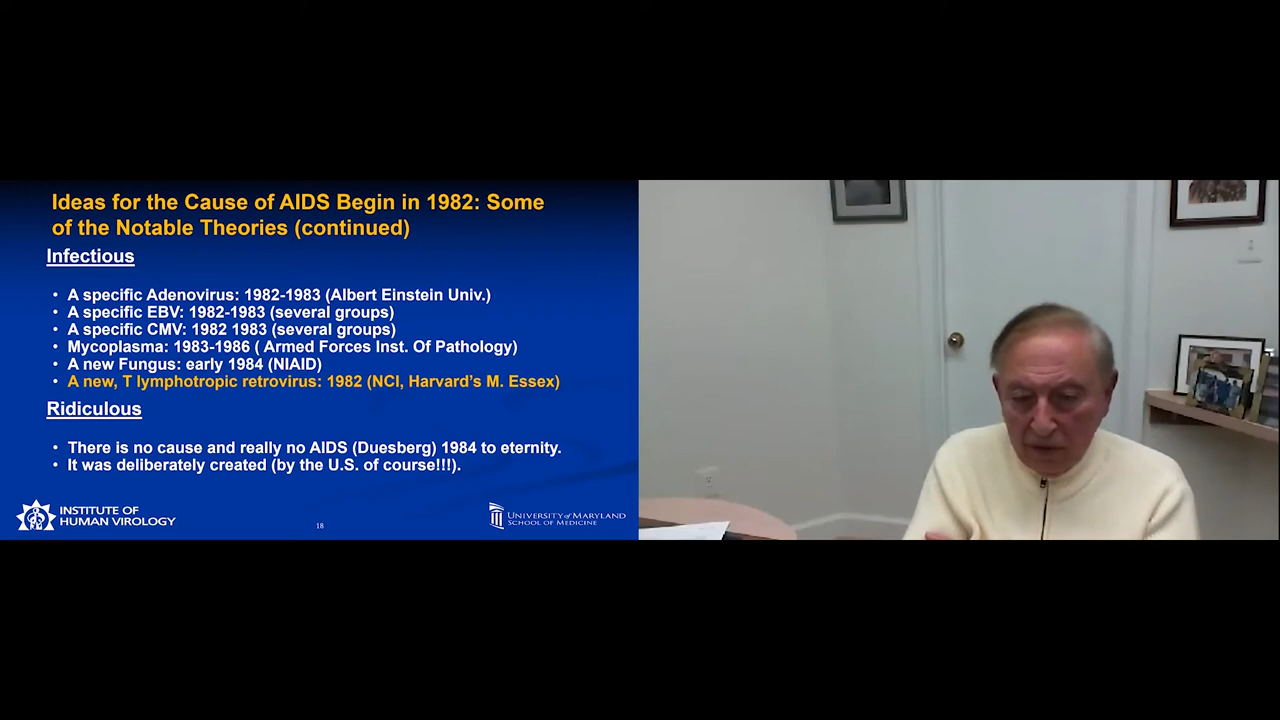 Ideas for the Cause of AIDS Begin in 1982: Some
of the Notable Theories (continued)
Infectious
• A specific Adenovirus: 1982-1983 (Albert Einstein Univ.)
• A specific EBV: 1982-1983 (several groups)
• A specific CMV: 1982 1983 (several groups)
• Mycoplasma: 1983-1986 ( Armed Forces Inst. Of Pathology)
• A new Fungus: early 1984 (NIAID)
• A new, T lymphotropic retrovirus: 1982 (NCI, Harvard's M. Essex)
Ridiculous
• There is no cause and really no AIDS (Duesberg) 1984 to eternity.
• It was deliberately created (by the U.S. of course!!!).
INSTITUTE OF
HUMAN VIROLOGY
18
UNIVERSITY of MARYLAND
SCHOOL OF MEDICINE